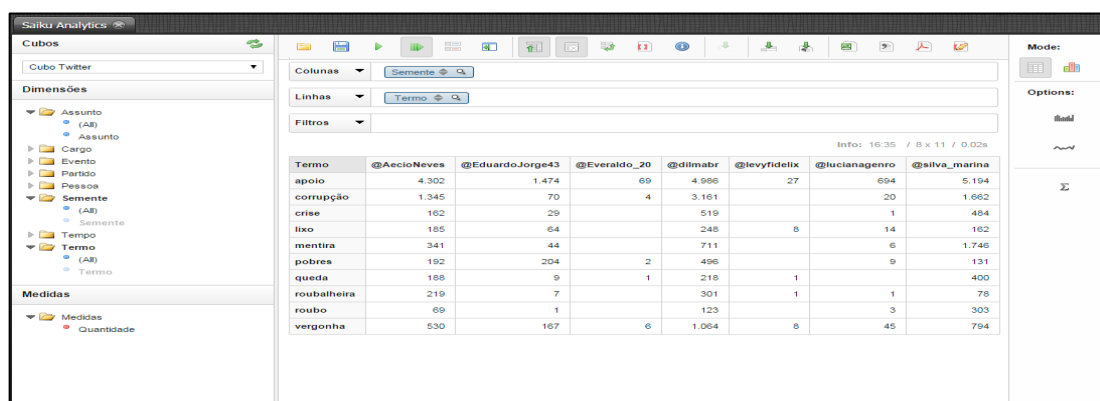 Saiku Analytics
Cubos
Cubo Twitter
Dimensões
Assunto
(All)
Assunto
Cargo
Evento
Partido
Pessoa
Semente
(All)
Semente
Tempo
Termo
(All)
Termo
Medidas
Medidas
Quantidade
Colunas Semente
Linhas Termo
Filtros
Info: 16:35 / 8 x 11 / 0.02s
Termo @AecioNeves @EduardoJorge43 @Everaldo_20 @dilmabr @levyfidelix @lucianagenro @silva_marina
apoio 4.302 1.474 69 4.986 27 694 5.194
corrupção 1.345 70 4 3.161 20 1.662
crise 162 29 519 1 484
lixo 185 64 248 8 14 162
mentira 341 44 711 6 1.746
pobres 192 204 2 496 9 131
queda 188 9 1 218 1 400
roubalheira 219 7 301 1 1 78
roubo 69 1 123 3 303
vergonha 530 167 6 1.064 8 45 794
Mode:
Options:
Σ